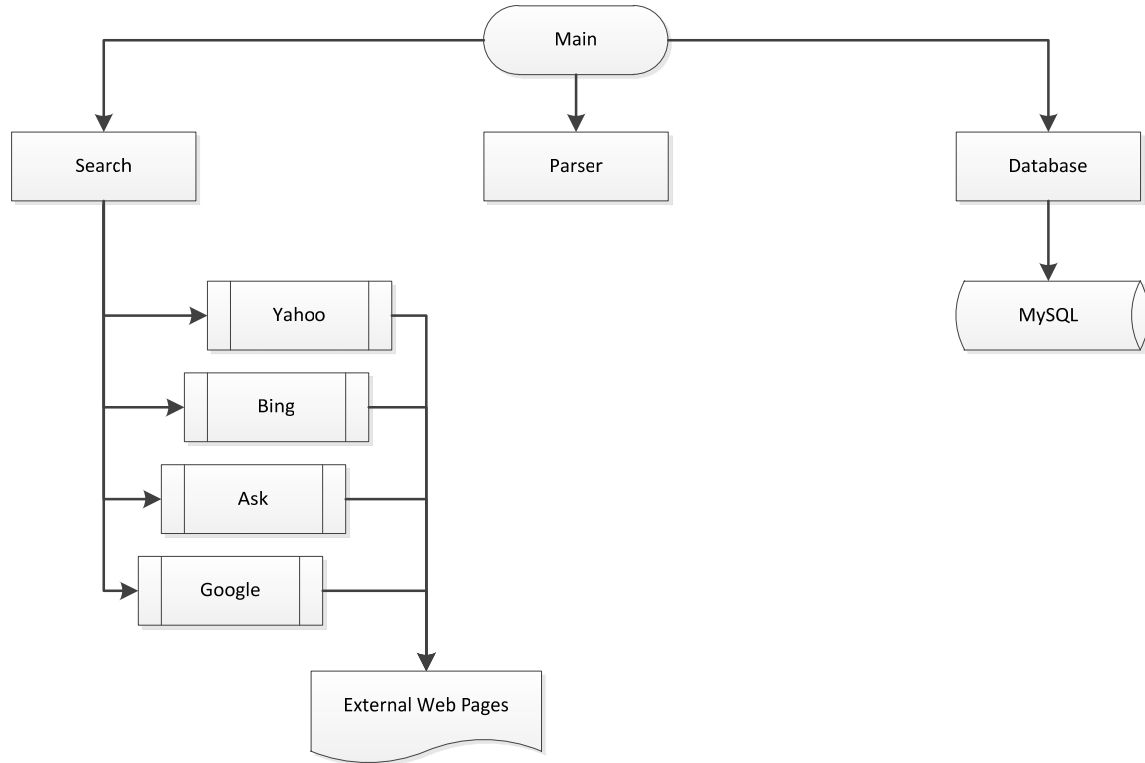 Main
Search
Parser
Database
Yahoo
MySQL
Bing
Ask
Google
External Web Pages